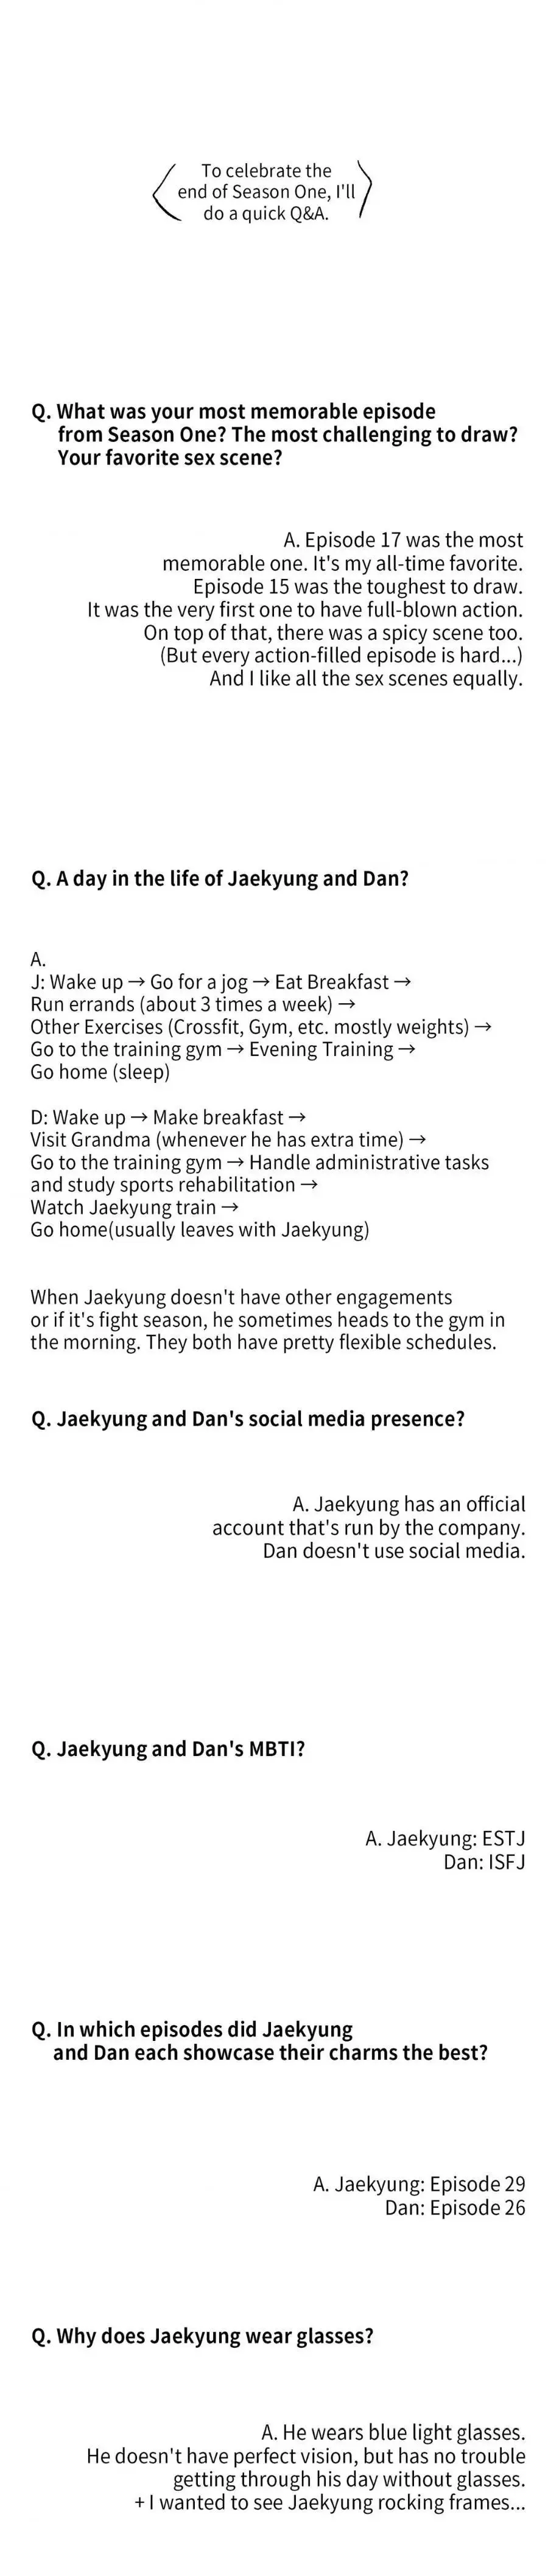 To celebrate the
end of Season One, I'll
do a quick Q&A.
Q. What was your most memorable episode
from Season One? The most challenging to draw?
Your favorite sex scene?
A. Episode 17 was the most
memorable one. It's my all-time favorite.
Episode 15 was the toughest to draw.
It was the very first one to have full-blown action.
On top of that, there was a spicy scene too.
(But every action-filled episode is hard...)
And I like all the sex scenes equally.
Q. A day in the life of Jaekyung and Dan?
A.
J: Wake up → Go for a jog → Eat Breakfast →
Run errands (about 3 times a week) →
Other Exercises (Crossfit, Gym, etc. mostly weights) →
Go to the training gym → Evening Training →
Go home (sleep)
D: Wake up → Make breakfast →
Visit Grandma (whenever he has extra time) →
Go to the training gym → Handle administrative tasks
and study sports rehabilitation →
Watch Jaekyung train →
Go home(usually leaves with Jaekyung)
When Jaekyung doesn't have other engagements
or if it's fight season, he sometimes heads to the gym in
the morning. They both have pretty flexible schedules.
Q. Jaekyung and Dan's social media presence?
A. Jaekyung has an official
account that's run by the company.
Dan doesn't use social media.
Q. Jaekyung and Dan's MBTI?
A. Jaekyung: ESTJ
Dan: ISFJ
Q. In which episodes did Jaekyung
and Dan each showcase their charms the best?
A. Jaekyung: Episode 29
Dan: Episode 26
Q. Why does Jaekyung wear glasses?
A. He wears blue light glasses.
He doesn't have perfect vision, but has no trouble
getting through his day without glasses.
+ I wanted to see Jaekyung rocking frames...